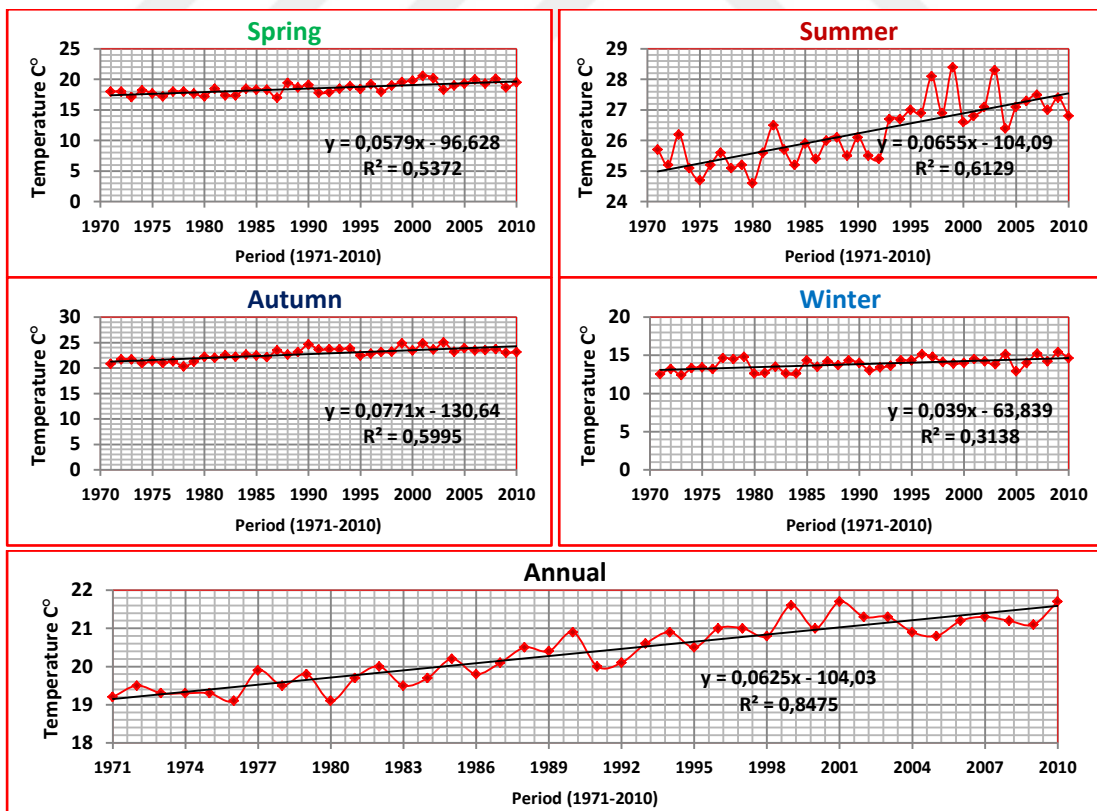 Spring
Temperature C°
25
20
15
10
5
0
y = 0,0579x - 96,628
R² = 0,5372
1970 1975 1980 1985 1990 1995 2000 2005 2010
Period (1971-2010)
Summer
Temperature C°
29
28
27
26
25
24
y = 0,0655x - 104,09
R² = 0,6129
1970 1975 1980 1985 1990 1995 2000 2005 2010
Period (1971-2010)
Autumn
Temperature C°
30
25
20
15
10
5
0
y = 0,0771x - 130,64
R² = 0,5995
1970 1975 1980 1985 1990 1995 2000 2005 2010
Period (1971-2010)
Winter
Temperature C°
20
15
10
5
0
y = 0,039x - 63,839
R² = 0,3138
1970 1975 1980 1985 1990 1995 2000 2005 2010
Period (1971-2010)
Annual
Temperature C°
22
21
20
19
18
y = 0,0625x - 104,03
R² = 0,8475
1971 1974 1977 1980 1983 1986 1989 1992 1995 1998 2001 2004 2007 2010
Period (1971-2010)